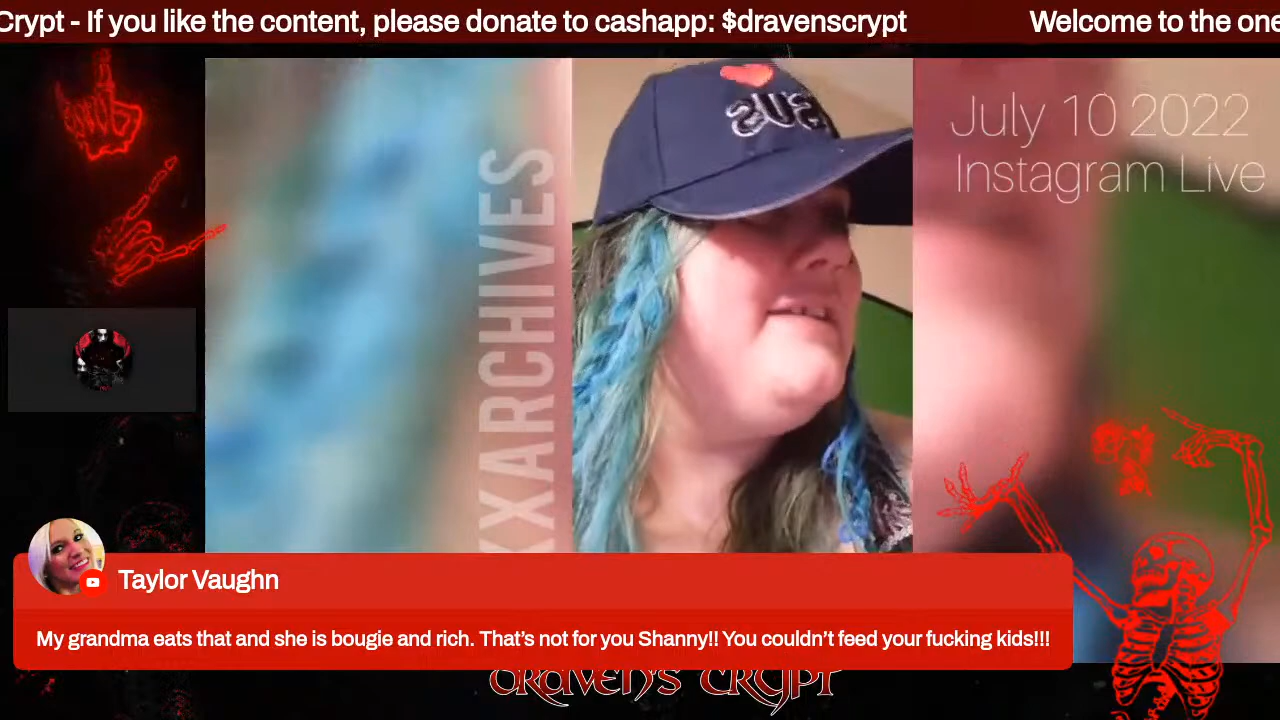 Crypt - If you like the content, please donate to cashapp: $dravenscrypt
Welcome to the one
July 10 2022
Instagram Live
XXARCHIVES
Taylor Vaughn
My grandma eats that and she is bougie and rich. That's not for you Shanny!! You couldn't feed your fucking kids!!!
DRAVEN'S CRYPT